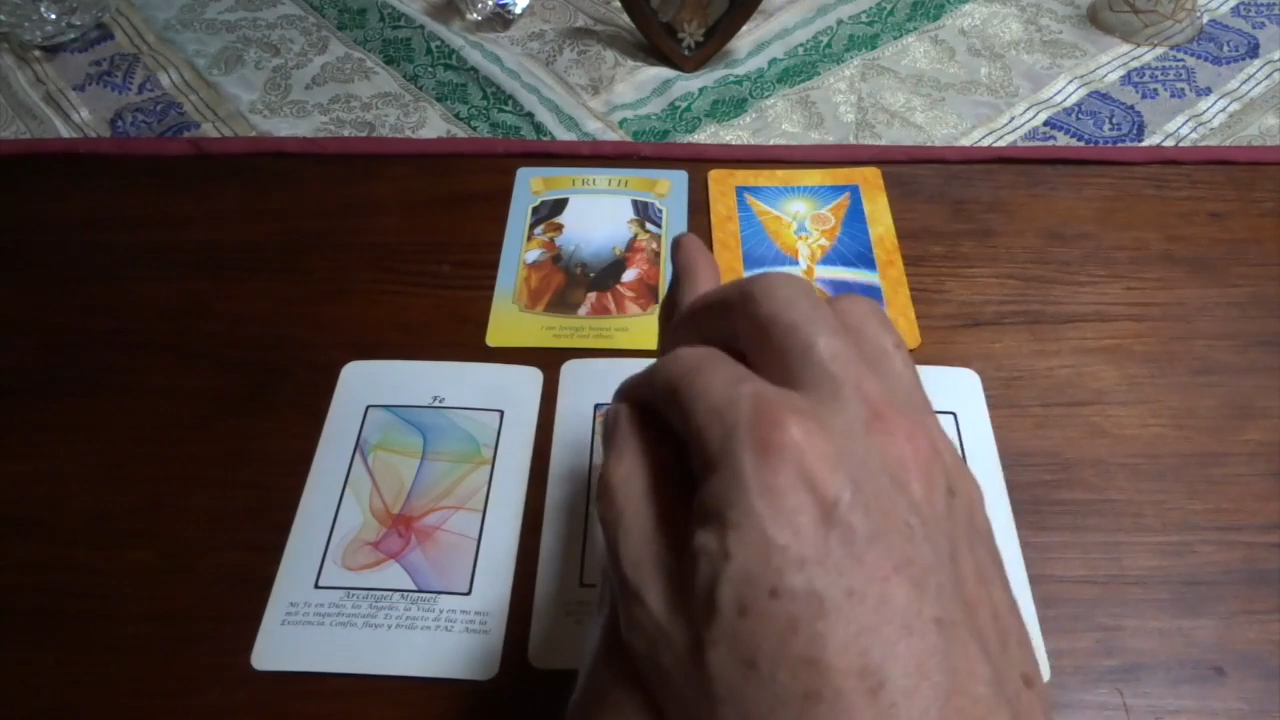 TRUTH
I am lovingly honest with
myself and others.
Fe
Arcángel Miguel:
Mi Fe en Dios, los Ángeles, la Vida y en mi mis-
m@ es inquebrantable. Es el pacto de luz con la
Existencia. Confío, fluyo y brillo en PAZ. ¡Amén!